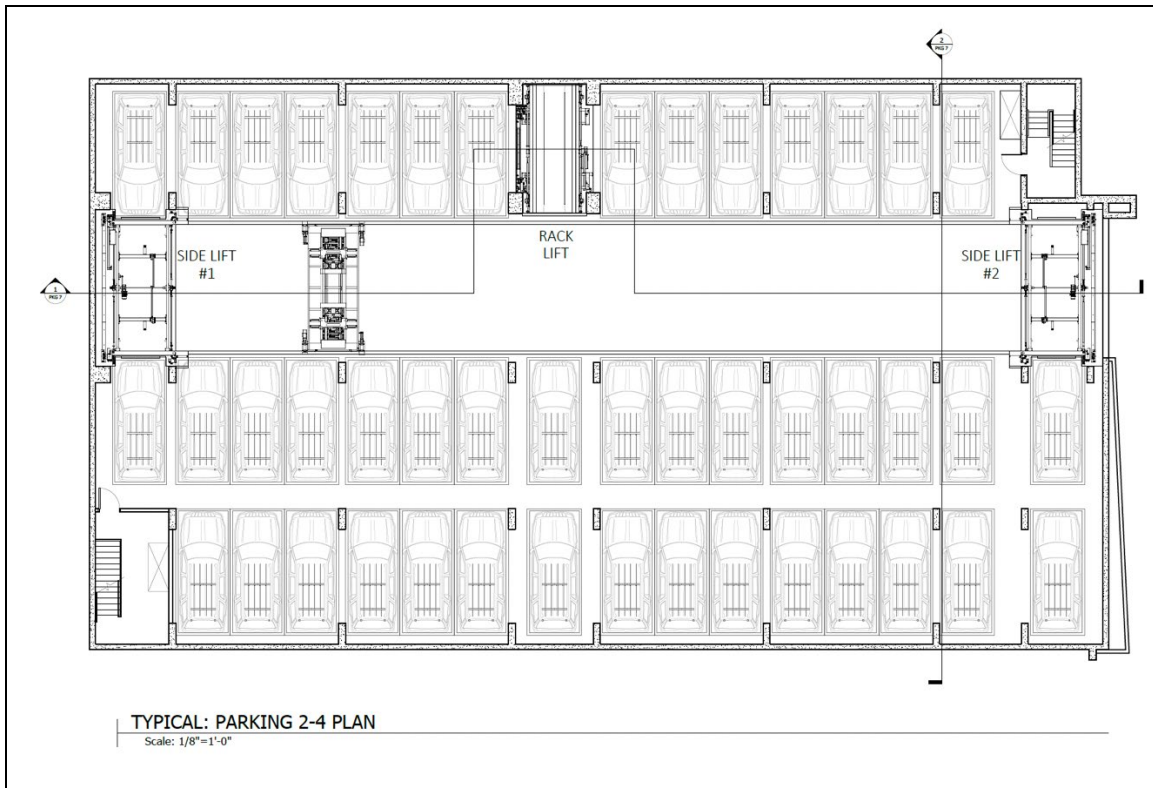 2
PKG 7
RACK
LIFT
SIDE LIFT
#1
SIDE LIFT
#2
1
PKG 7
TYPICAL: PARKING 2-4 PLAN
Scale: 1/8"=1'-0"